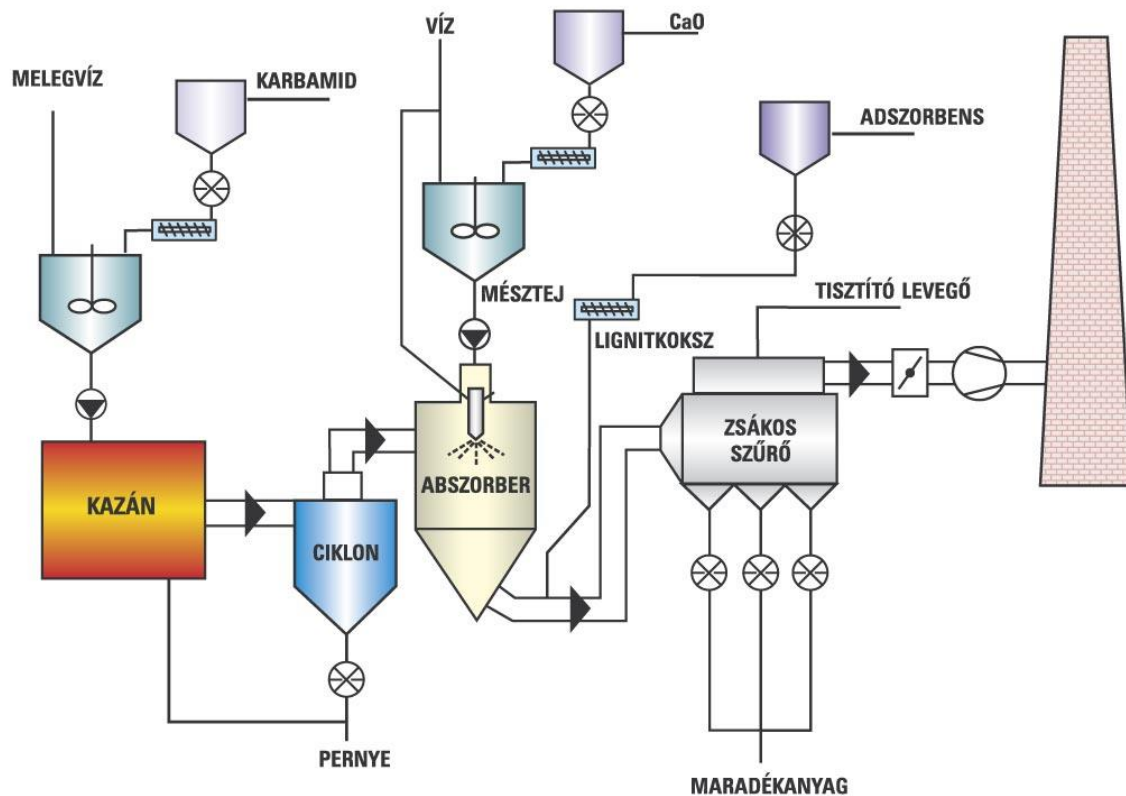 VÍZ
CaO
MELEGVÍZ
KARBAMID
ADSZORBENS
MÉSZTEJ
TISZTÍTÓ LEVEGŐ
LIGNITKOKSZ
ZSÁKOS
SZŰRŐ
KAZÁN
ABSZORBER
CIKLON
PERNYE
MARADÉKANYAG